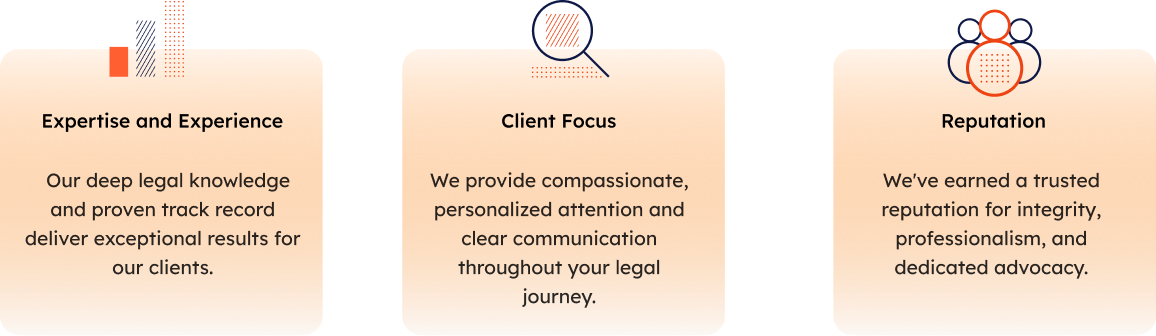 Expertise and Experience
Our deep legal knowledge
and proven track record
deliver exceptional results for
our clients.
Client Focus
We provide compassionate,
personalized attention and
clear communication
throughout your legal
journey.
Reputation
We've earned a trusted
reputation for integrity,
professionalism, and
dedicated advocacy.